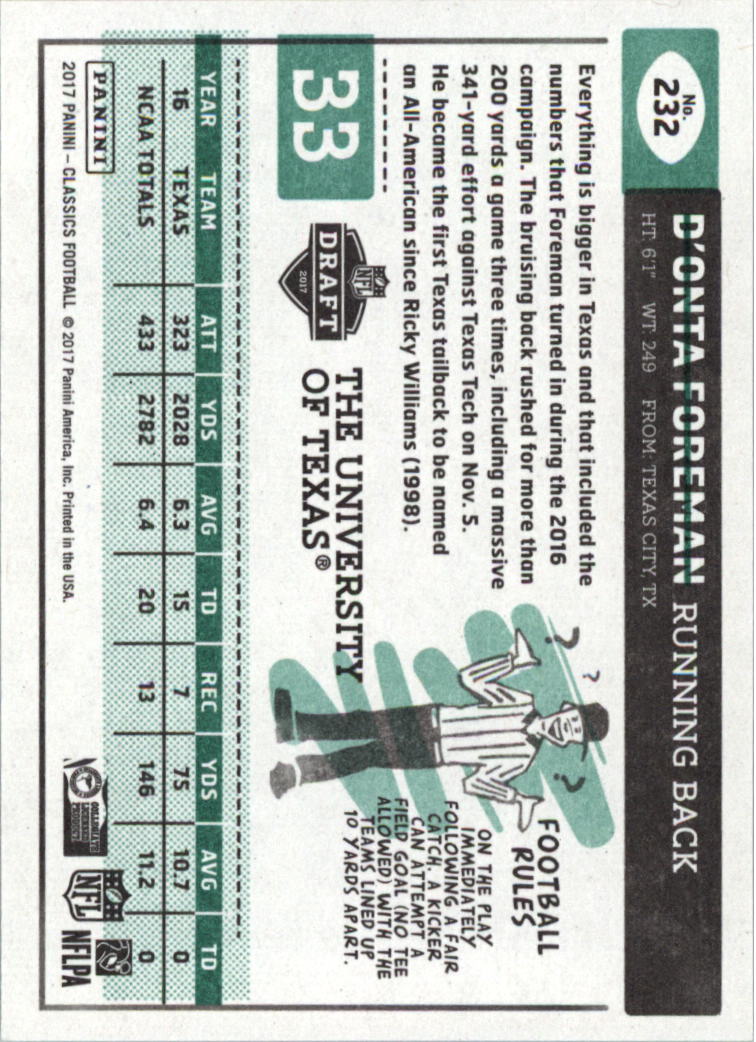 No.
232
D'ONTA FOREMAN RUNNING BACK
HT: 6'1" WT: 249 FROM: TEXAS CITY, TX
Everything is bigger in Texas and that included the
numbers that Foreman turned in during the 2016
campaign. The bruising back rushed for more than
200 yards a game three times, including a massive
341-yard effort against Texas Tech on Nov. 5.
He became the first Texas tailback to be named
an All-American since Ricky Williams (1998).
? ? ?
FOOTBALL
RULES
ON THE PLAY
IMMEDIATELY
FOLLOWING A FAIR
CATCH, A KICKER
CAN ATTEMPT A
FIELD GOAL (NO TEE
ALLOWED) WITH THE
TEAMS LINED UP
10 YARDS APART.
33
NFL
DRAFT
2017
THE UNIVERSITY
OF TEXAS®
YEAR TEAM ATT YDS AVG TD REC YDS AVG TD
16 TEXAS 323 2028 6.3 15 7 75 10.7 0
NCAA TOTALS 433 2782 6.4 20 13 146 11.2 0
PANINI
COLLEGIATE
LICENSED
PRODUCT
NFL
NFLPA
2017 PANINI – CLASSICS FOOTBALL © 2017 Panini America, Inc. Printed in the USA.